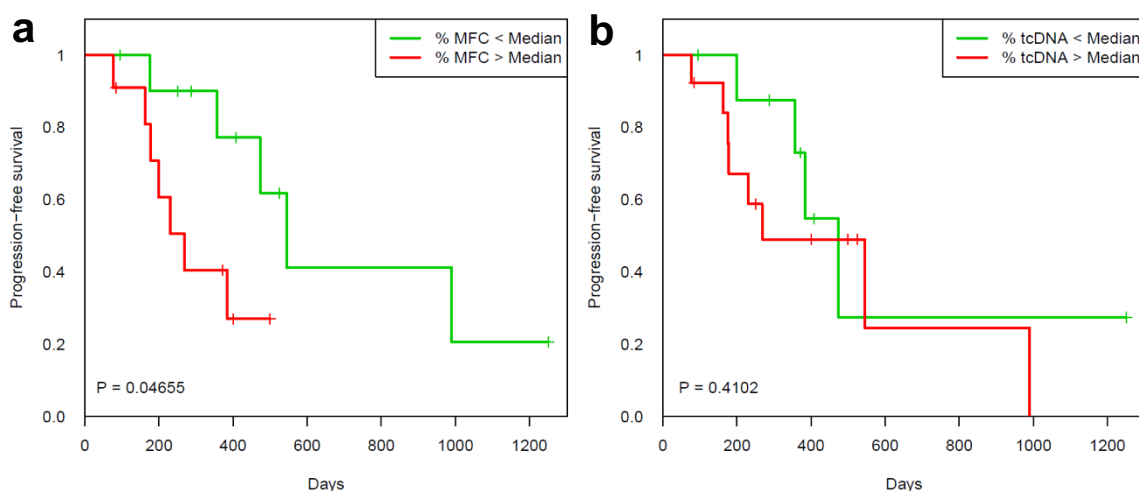 a
% MFC < Median
% MFC > Median
Progression−free survival
1
0.8
0.6
0.4
0.2
0.0
P = 0.04655
0 200 400 600 800 1000 1200
Days
b
% tcDNA < Median
% tcDNA > Median
Progression−free survival
1
0.8
0.6
0.4
0.2
0.0
P = 0.4102
0 200 400 600 800 1000 1200
Days